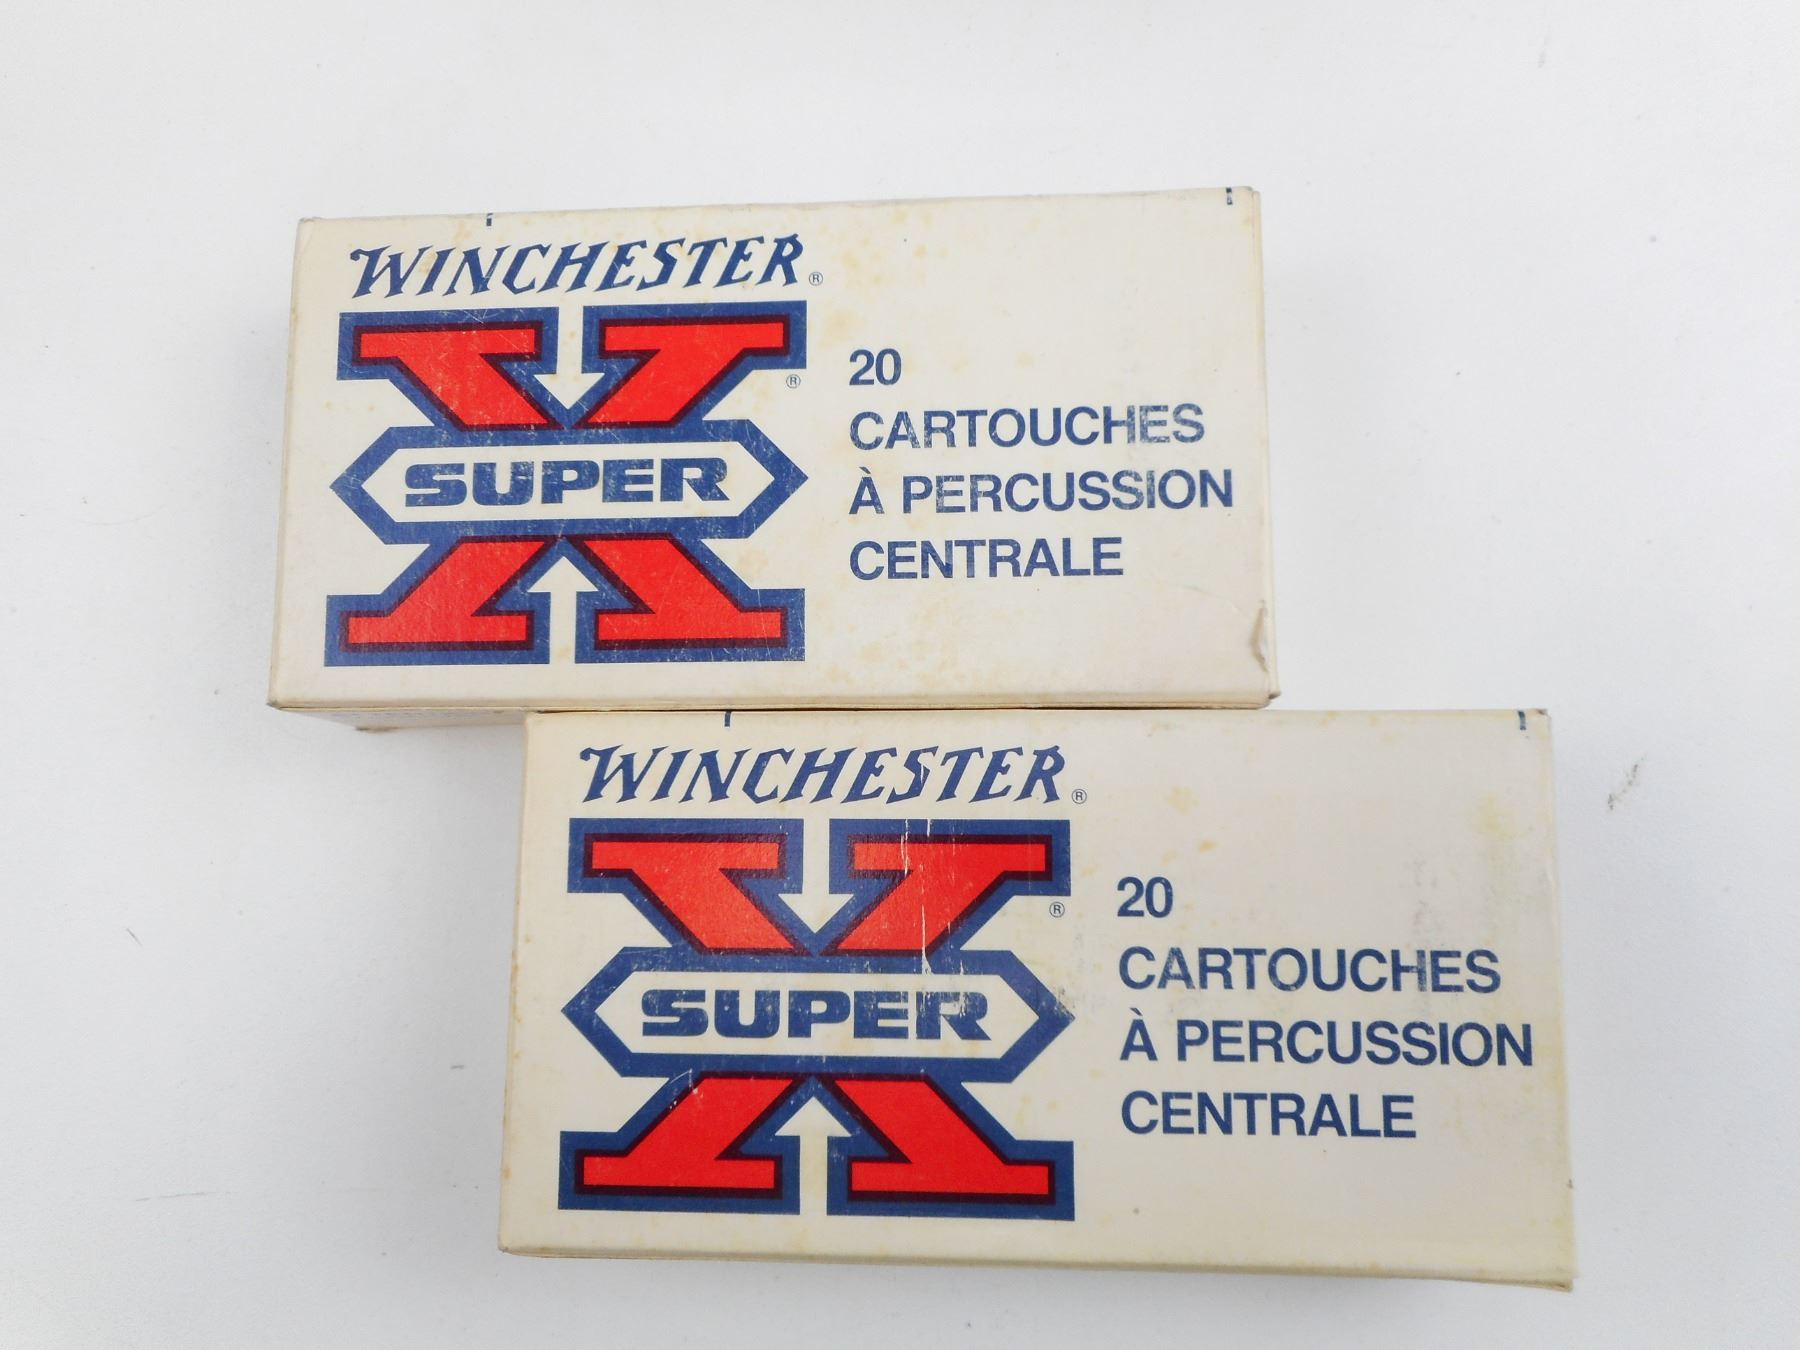 WINCHESTER®
®
SUPER
20
CARTOUCHES
À PERCUSSION
CENTRALE
WINCHESTER®
®
SUPER
20
CARTOUCHES
À PERCUSSION
CENTRALE